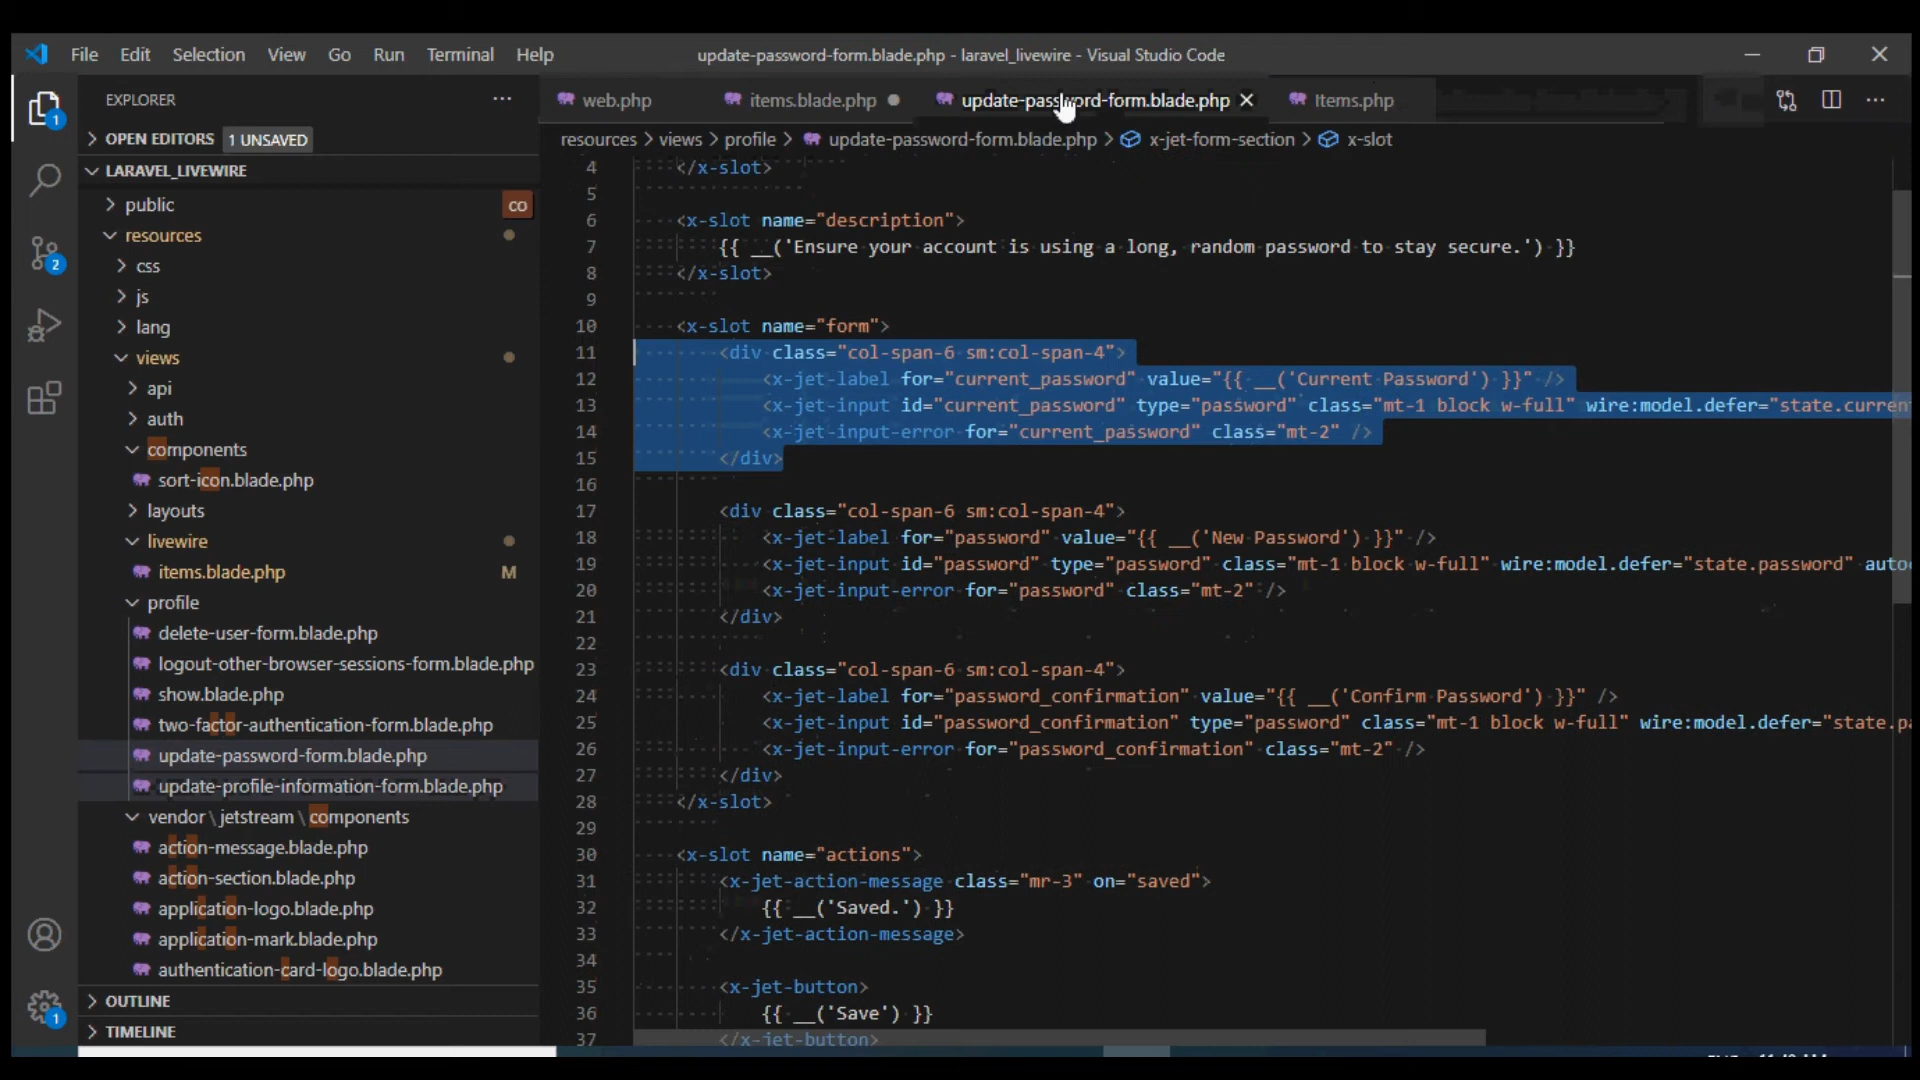 File Edit Selection View Go Run Terminal Help
update-password-form.blade.php - laravel_livewire - Visual Studio Code
EXPLORER
web.php
items.blade.php
update-password-form.blade.php
Items.php
OPEN EDITORS 1 UNSAVED
resources > views > profile > update-password-form.blade.php > x-jet-form-section > x-slot
LARAVEL_LIVEWIRE
public
co
resources
css
js
lang
views
api
auth
components
sort-icon.blade.php
layouts
livewire
items.blade.php M
profile
delete-user-form.blade.php
logout-other-browser-sessions-form.blade.php
show.blade.php
two-factor-authentication-form.blade.php
update-password-form.blade.php
update-profile-information-form.blade.php
vendor\jetstream\components
action-message.blade.php
action-section.blade.php
application-logo.blade.php
application-mark.blade.php
authentication-card-logo.blade.php
OUTLINE
TIMELINE
1
2
1
4 </x-slot>
5
6 <x-slot name="description">
7 {{ __('Ensure your account is using a long, random password to stay secure.') }}
8 </x-slot>
9
10 <x-slot name="form">
11 <div class="col-span-6 sm:col-span-4">
12 <x-jet-label for="current_password" value="{{ __('Current Password') }}" />
13 <x-jet-input id="current_password" type="password" class="mt-1 block w-full" wire:model.defer="state.curren
14 <x-jet-input-error for="current_password" class="mt-2" />
15 </div>
16
17 <div class="col-span-6 sm:col-span-4">
18 <x-jet-label for="password" value="{{ __('New Password') }}" />
19 <x-jet-input id="password" type="password" class="mt-1 block w-full" wire:model.defer="state.password" auto
20 <x-jet-input-error for="password" class="mt-2" />
21 </div>
22
23 <div class="col-span-6 sm:col-span-4">
24 <x-jet-label for="password_confirmation" value="{{ __('Confirm Password') }}" />
25 <x-jet-input id="password_confirmation" type="password" class="mt-1 block w-full" wire:model.defer="state.pa
26 <x-jet-input-error for="password_confirmation" class="mt-2" />
27 </div>
28 </x-slot>
29
30 <x-slot name="actions">
31 <x-jet-action-message class="mr-3" on="saved">
32 {{ __('Saved.') }}
33 </x-jet-action-message>
34
35 <x-jet-button>
36 {{ __('Save') }}
37 </x-jet-button>